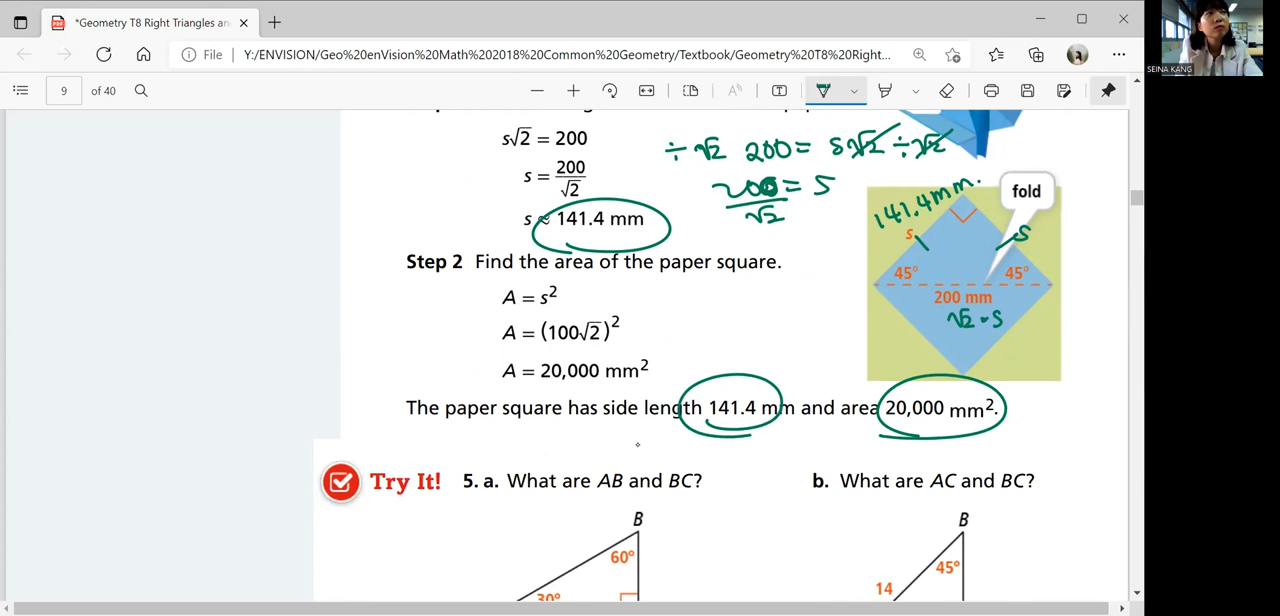 *Geometry T8 Right Triangles an
File
Y:/ENVISION/Geo%20enVision%20Math%202018%20Common%20Geometry/Textbook/Geometry%20T8%20Right...
SEINA KANG
9 of 40
s√2 = 200
s = 200/√2
s ≈ 141.4 mm
÷√2 200 = s√2 ÷√2
200/√2 = s
fold
141.4mm.
s
s
45°
45°
200 mm
√2 · s
Step 2 Find the area of the paper square.
A = s²
A = (100√2)²
A = 20,000 mm²
The paper square has side length 141.4 mm and area 20,000 mm².
Try It! 5. a. What are AB and BC?
b. What are AC and BC?
B
60°
30°
B
45°
14